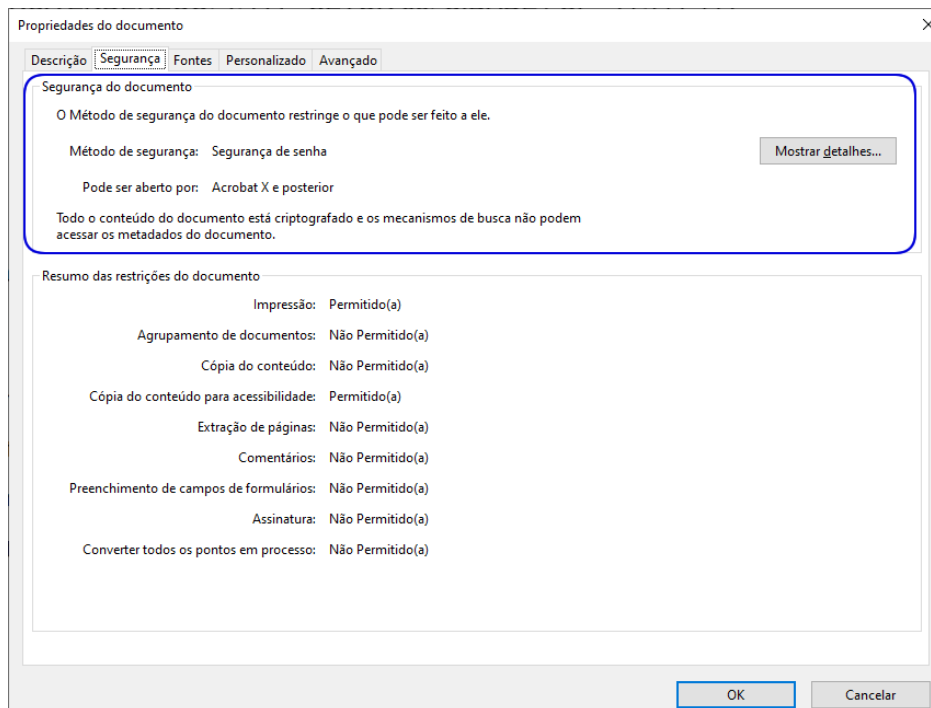 Propriedades do documento
Descrição Segurança Fontes Personalizado Avançado
Segurança do documento
O Método de segurança do documento restringe o que pode ser feito a ele.
Método de segurança: Segurança de senha
Mostrar detalhes...
Pode ser aberto por: Acrobat X e posterior
Todo o conteúdo do documento está criptografado e os mecanismos de busca não podem
acessar os metadados do documento.
Resumo das restrições do documento
Impressão: Permitido(a)
Agrupamento de documentos: Não Permitido(a)
Cópia do conteúdo: Não Permitido(a)
Cópia do conteúdo para acessibilidade: Permitido(a)
Extração de páginas: Não Permitido(a)
Comentários: Não Permitido(a)
Preenchimento de campos de formulários: Não Permitido(a)
Assinatura: Não Permitido(a)
Converter todos os pontos em processo: Não Permitido(a)
OK Cancelar